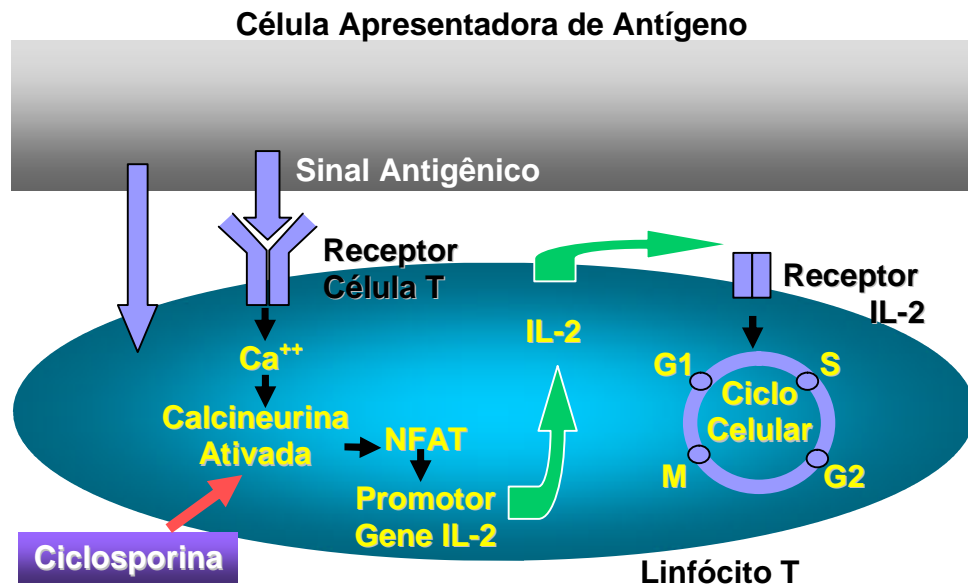 Célula Apresentadora de Antígeno
Sinal Antigênico
Receptor
Célula T
Receptor
IL-2
IL-2
Ca++
G1
S
Ciclo
Celular
Calcineurina
Ativada
NFAT
M
G2
Promotor
Gene IL-2
Ciclosporina
Linfócito T